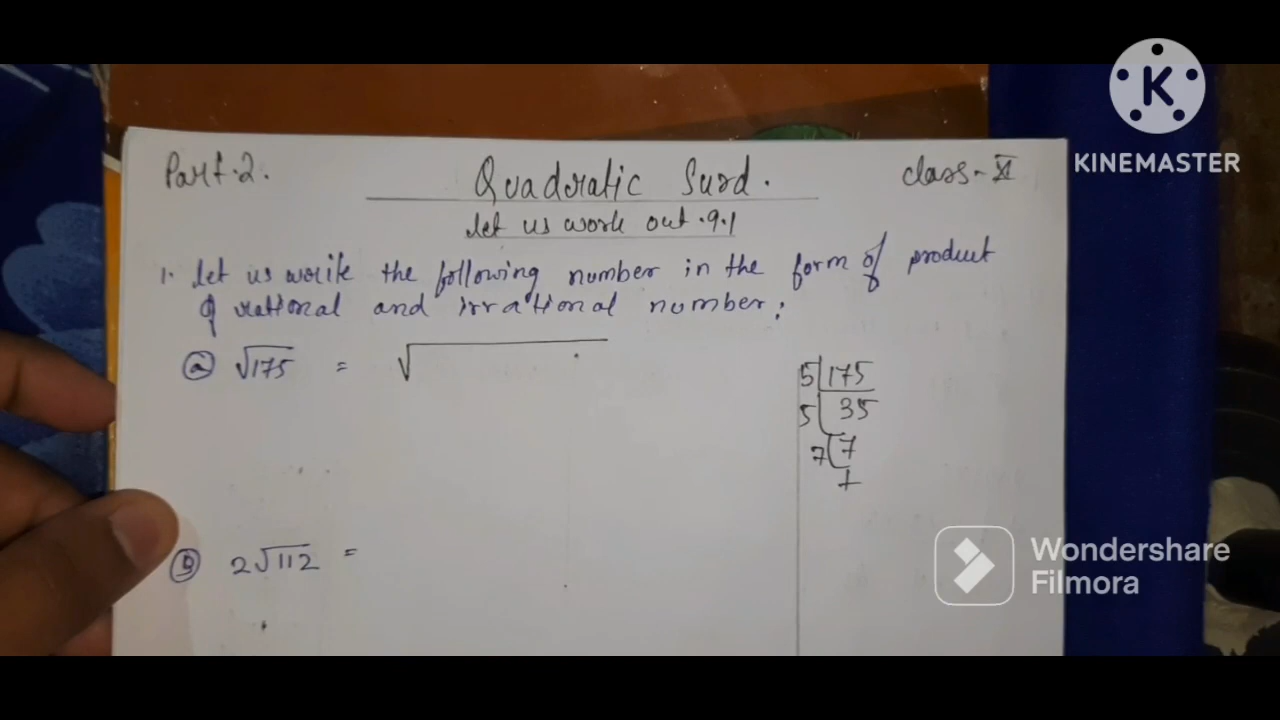 Part.2.
Quadratic Surd.
class-XI
let us work out.9.1
1. let us write the following number in the form of product
of rational and irrational number:
(a) √175 = √
5 175
5 35
7 7
1
(b) 2√112 =
KINEMASTER
Wondershare
Filmora